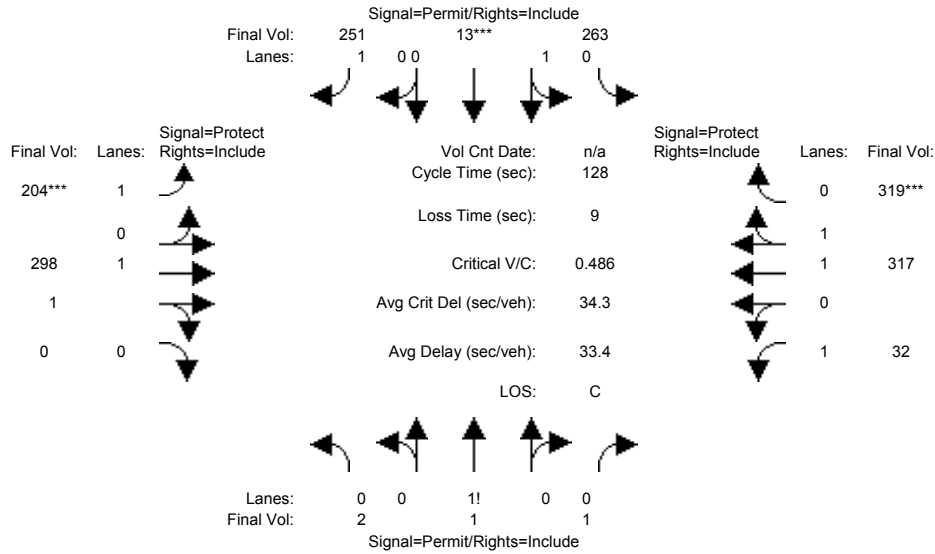 Signal=Permit/Rights=Include
Final Vol: 251 13*** 263
Lanes: 1 0 0 1 0
Signal=Protect
Final Vol: Lanes: Rights=Include
204*** 1
0
298 1
1
0 0
Vol Cnt Date: n/a
Cycle Time (sec): 128
Loss Time (sec): 9
Critical V/C: 0.486
Avg Crit Del (sec/veh): 34.3
Avg Delay (sec/veh): 33.4
LOS: C
Signal=Protect
Rights=Include Lanes: Final Vol:
0 319***
1
1 317
0
1 32
Lanes: 0 0 1! 0 0
Final Vol: 2 1 1
Signal=Permit/Rights=Include